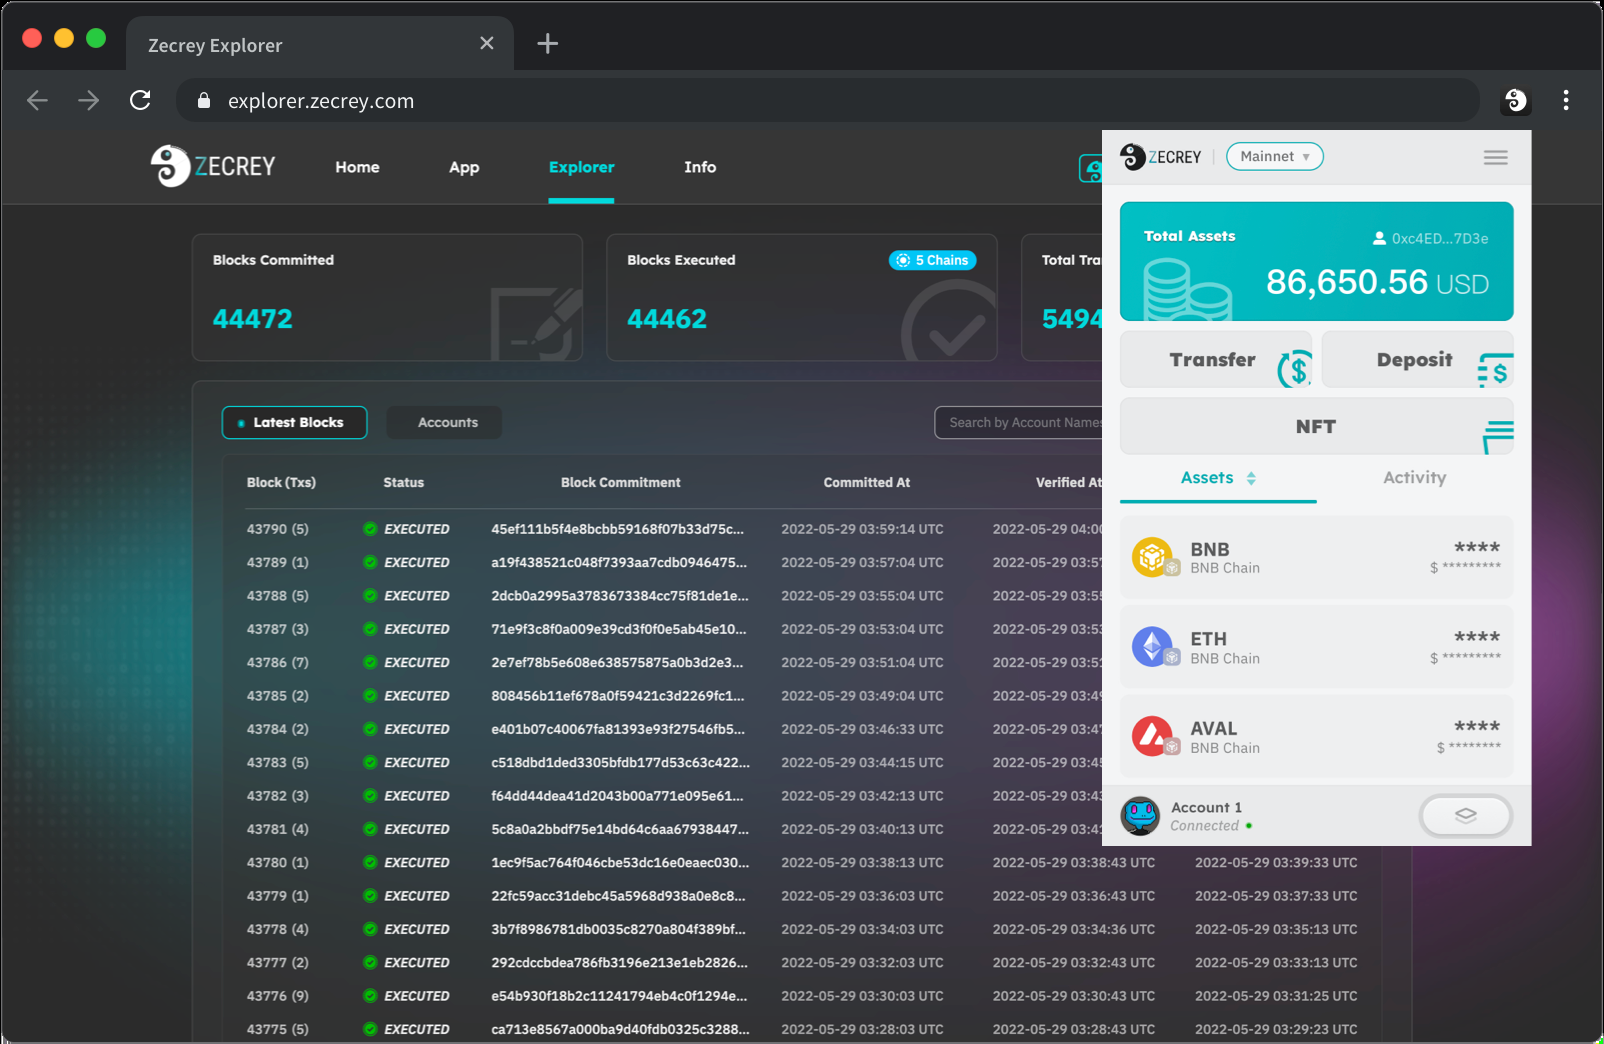 Zecrey Explorer
explorer.zecrey.com
ZECREY Home App Explorer Info
Blocks Committed
44472
Blocks Executed 5 Chains
44462
Total Tra
5494
Latest Blocks Accounts Search by Account Names
Block (Txs) Status Block Commitment Committed At Verified At
43790 (5) EXECUTED 45ef111b5f4e8bcbb59168f07b33d75c... 2022-05-29 03:59:14 UTC 2022-05-29 04:00
43789 (1) EXECUTED a19f438521c048f7393aa7cdb0946475... 2022-05-29 03:57:04 UTC 2022-05-29 03:57
43788 (5) EXECUTED 2dcb0a2995a3783673384cc75f81de1e... 2022-05-29 03:55:04 UTC 2022-05-29 03:55
43787 (3) EXECUTED 71e9f3c8f0a009e39cd3f0f0e5ab45e10... 2022-05-29 03:53:04 UTC 2022-05-29 03:53
43786 (7) EXECUTED 2e7ef78b5e608e638575875a0b3d2e3... 2022-05-29 03:51:04 UTC 2022-05-29 03:51
43785 (2) EXECUTED 808456b11ef678a0f59421c3d2269fc1... 2022-05-29 03:49:04 UTC 2022-05-29 03:49
43784 (2) EXECUTED e401b07c40067fa81393e93f27546fb5... 2022-05-29 03:46:33 UTC 2022-05-29 03:47
43783 (5) EXECUTED c518dbd1ded3305bfdb177d53c63c422... 2022-05-29 03:44:15 UTC 2022-05-29 03:45
43782 (3) EXECUTED f64dd44dea41d2043b00a771e095e61... 2022-05-29 03:42:13 UTC 2022-05-29 03:43
43781 (4) EXECUTED 5c8a0a2bbdf75e14bd64c6aa67938447... 2022-05-29 03:40:13 UTC 2022-05-29 03:41
43780 (1) EXECUTED 1ec9f5ac764f046cbe53dc16e0eaec030... 2022-05-29 03:38:13 UTC 2022-05-29 03:38:43 UTC 2022-05-29 03:39:33 UTC
43779 (1) EXECUTED 22fc59acc31debc45a5968d938a0e8c8... 2022-05-29 03:36:03 UTC 2022-05-29 03:36:43 UTC 2022-05-29 03:37:33 UTC
43778 (4) EXECUTED 3b7f8986781db0035c8270a804f389bf... 2022-05-29 03:34:03 UTC 2022-05-29 03:34:36 UTC 2022-05-29 03:35:13 UTC
43777 (2) EXECUTED 292cdccbdea786fb3196e213e1eb2826... 2022-05-29 03:32:03 UTC 2022-05-29 03:32:43 UTC 2022-05-29 03:33:13 UTC
43776 (9) EXECUTED e54b930f18b2c11241794eb4c0f1294e... 2022-05-29 03:30:03 UTC 2022-05-29 03:30:43 UTC 2022-05-29 03:31:25 UTC
43775 (5) EXECUTED ca713e8567a000ba9d40fdb0325c3288... 2022-05-29 03:28:03 UTC 2022-05-29 03:28:43 UTC 2022-05-29 03:29:23 UTC
ZECREY Mainnet
Total Assets 0xc4ED...7D3e
86,650.56 USD
Transfer Deposit
NFT
Assets Activity
BNB ****
BNB Chain $ *********
ETH ****
BNB Chain $ *********
AVAL ****
BNB Chain $ ********
Account 1
Connected